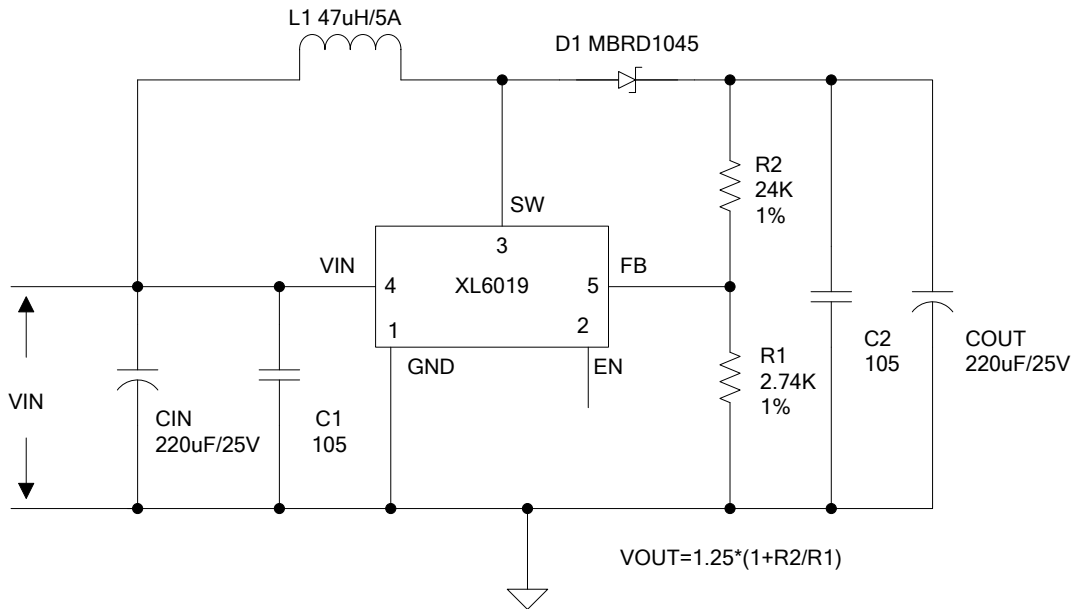 L1 47uH/5A
D1 MBRD1045
R2
24K
1%
SW
3
VIN
FB
4
XL6019
5
1
2
GND
EN
R1
2.74K
1%
C2
105
COUT
220uF/25V
VIN
CIN
220uF/25V
C1
105
VOUT=1.25*(1+R2/R1)